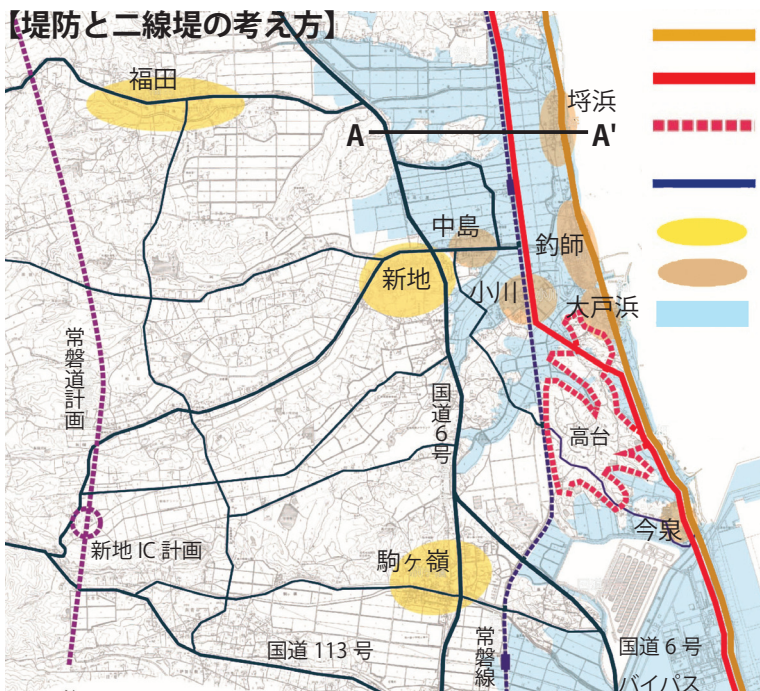 【堤防と二線堤の考え方】
福田
埒浜
A
A'
中島
釣師
新地
小川
大戸浜
常磐道計画
国道6号
高台
新地IC計画
今泉
駒ヶ嶺
国道113号
常磐線
国道6号
バイパス